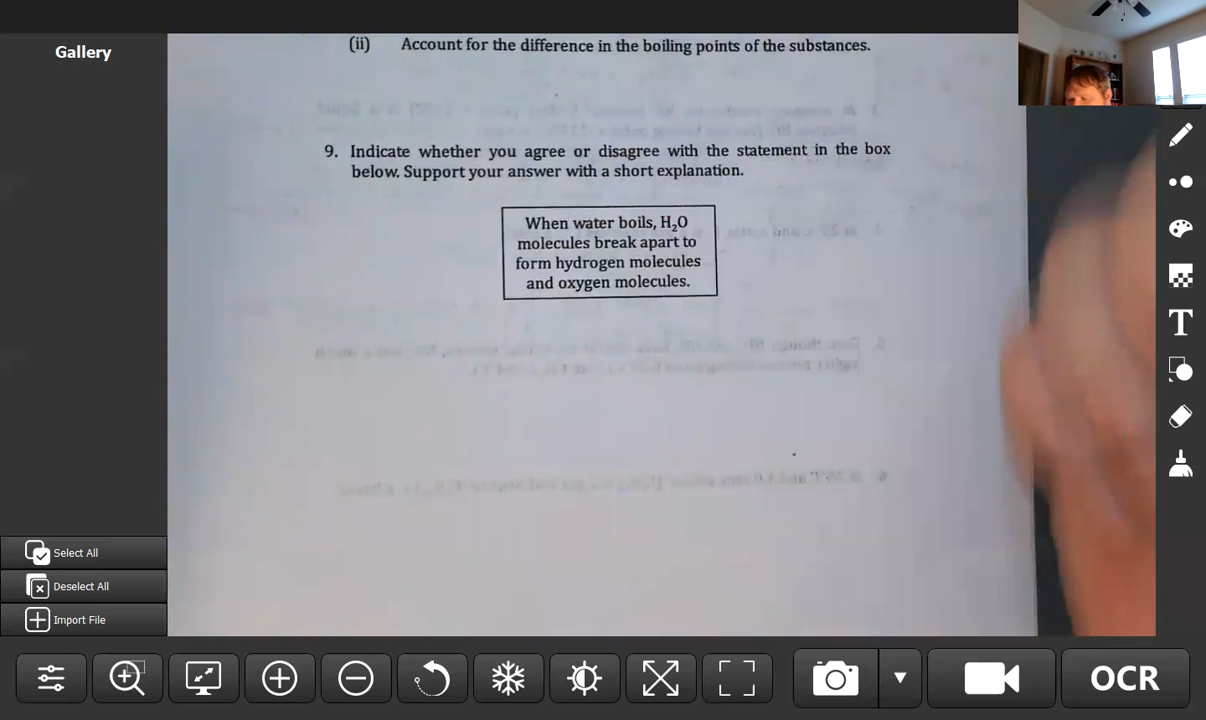 Gallery
(ii) Account for the difference in the boiling points of the substances.
9. Indicate whether you agree or disagree with the statement in the box
below. Support your answer with a short explanation.
When water boils, H₂O
molecules break apart to
form hydrogen molecules
and oxygen molecules.
T
Select All
Deselect All
Import File
OCR